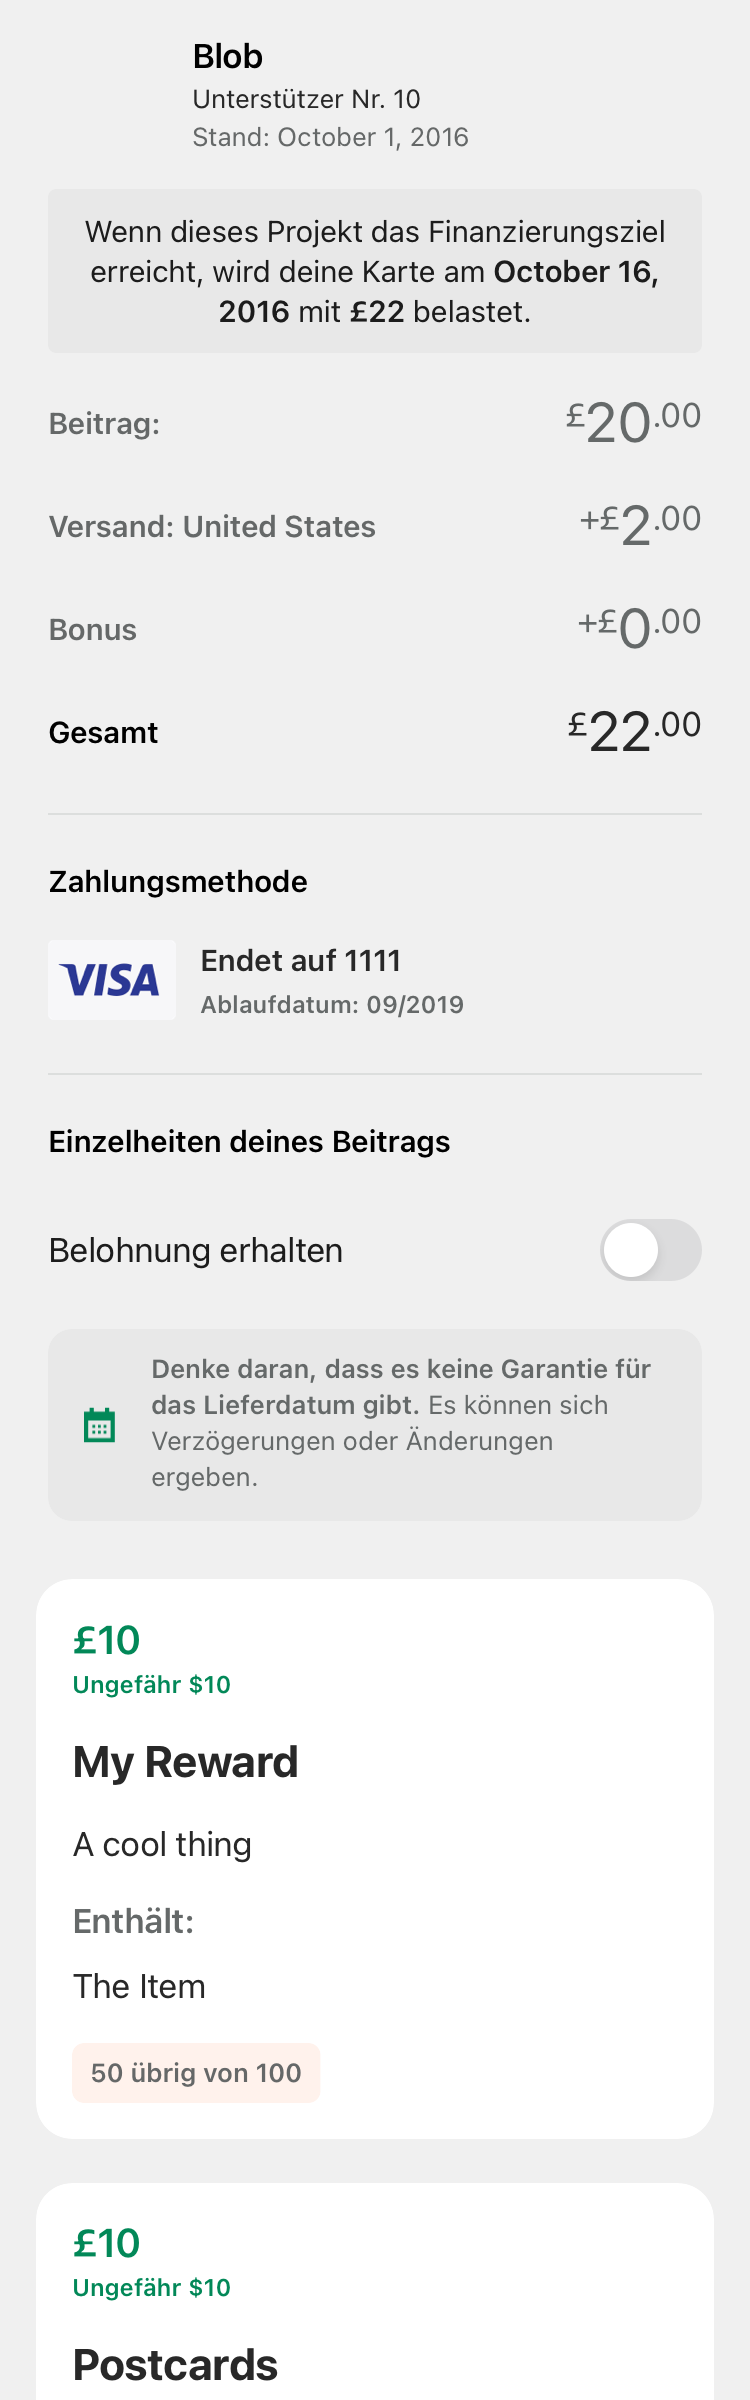 Blob
Unterstützer Nr. 10
Stand: October 1, 2016
Wenn dieses Projekt das Finanzierungsziel
erreicht, wird deine Karte am October 16,
2016 mit £22 belastet.
Beitrag: £20.00
Versand: United States +£2.00
Bonus +£0.00
Gesamt £22.00
Zahlungsmethode
VISA
Endet auf 1111
Ablaufdatum: 09/2019
Einzelheiten deines Beitrags
Belohnung erhalten
Denke daran, dass es keine Garantie für
das Lieferdatum gibt. Es können sich
Verzögerungen oder Änderungen
ergeben.
£10
Ungefähr $10
My Reward
A cool thing
Enthält:
The Item
50 übrig von 100
£10
Ungefähr $10
Postcards